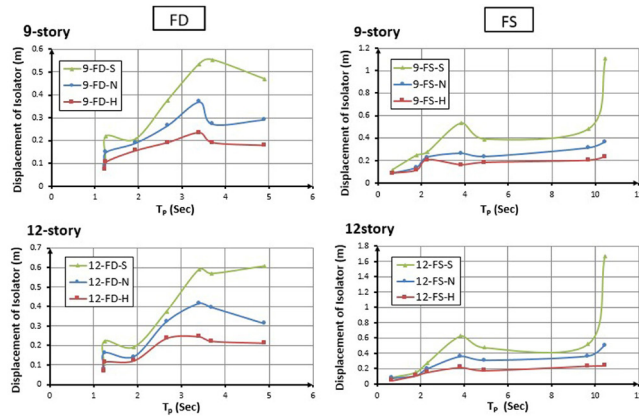 FD
FS
9-story
9-story
Displacement of Isolator (m)
0.6
0.5
0.4
0.3
0.2
0.1
0
9-FD-S
9-FD-N
9-FD-H
0 1 2 3 4 5 6
TP (Sec)
Displacement of Isolator (m)
1.2
1
0.8
0.6
0.4
0.2
0
9-FS-S
9-FS-N
9-FS-H
0 2 4 6 8 10 12
TP (Sec)
12-story
12story
Displacement of Isolator (m)
0.7
0.6
0.5
0.4
0.3
0.2
0.1
0
12-FD-S
12-FD-N
12-FD-H
0 1 2 3 4 5 6
TP (Sec)
Displacement of Isolator (m)
1.8
1.6
1.4
1.2
1
0.8
0.6
0.4
0.2
0
12-FS-S
12-FS-N
12-FS-H
0 2 4 6 8 10 12
TP (Sec)